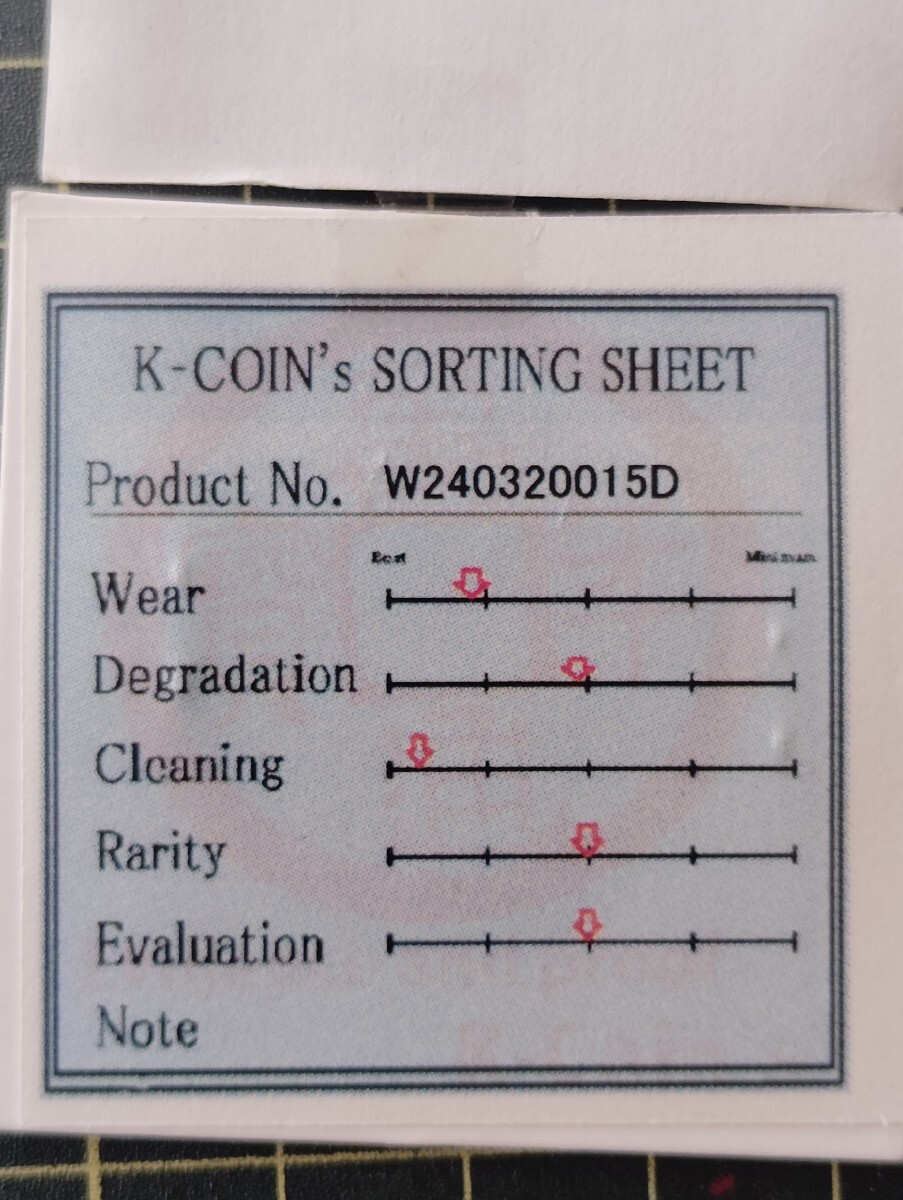 K-COIN's SORTING SHEET
Product No. W240320015D
Best Minimum
Wear
Degradation
Cleaning
Rarity
Evaluation
Note